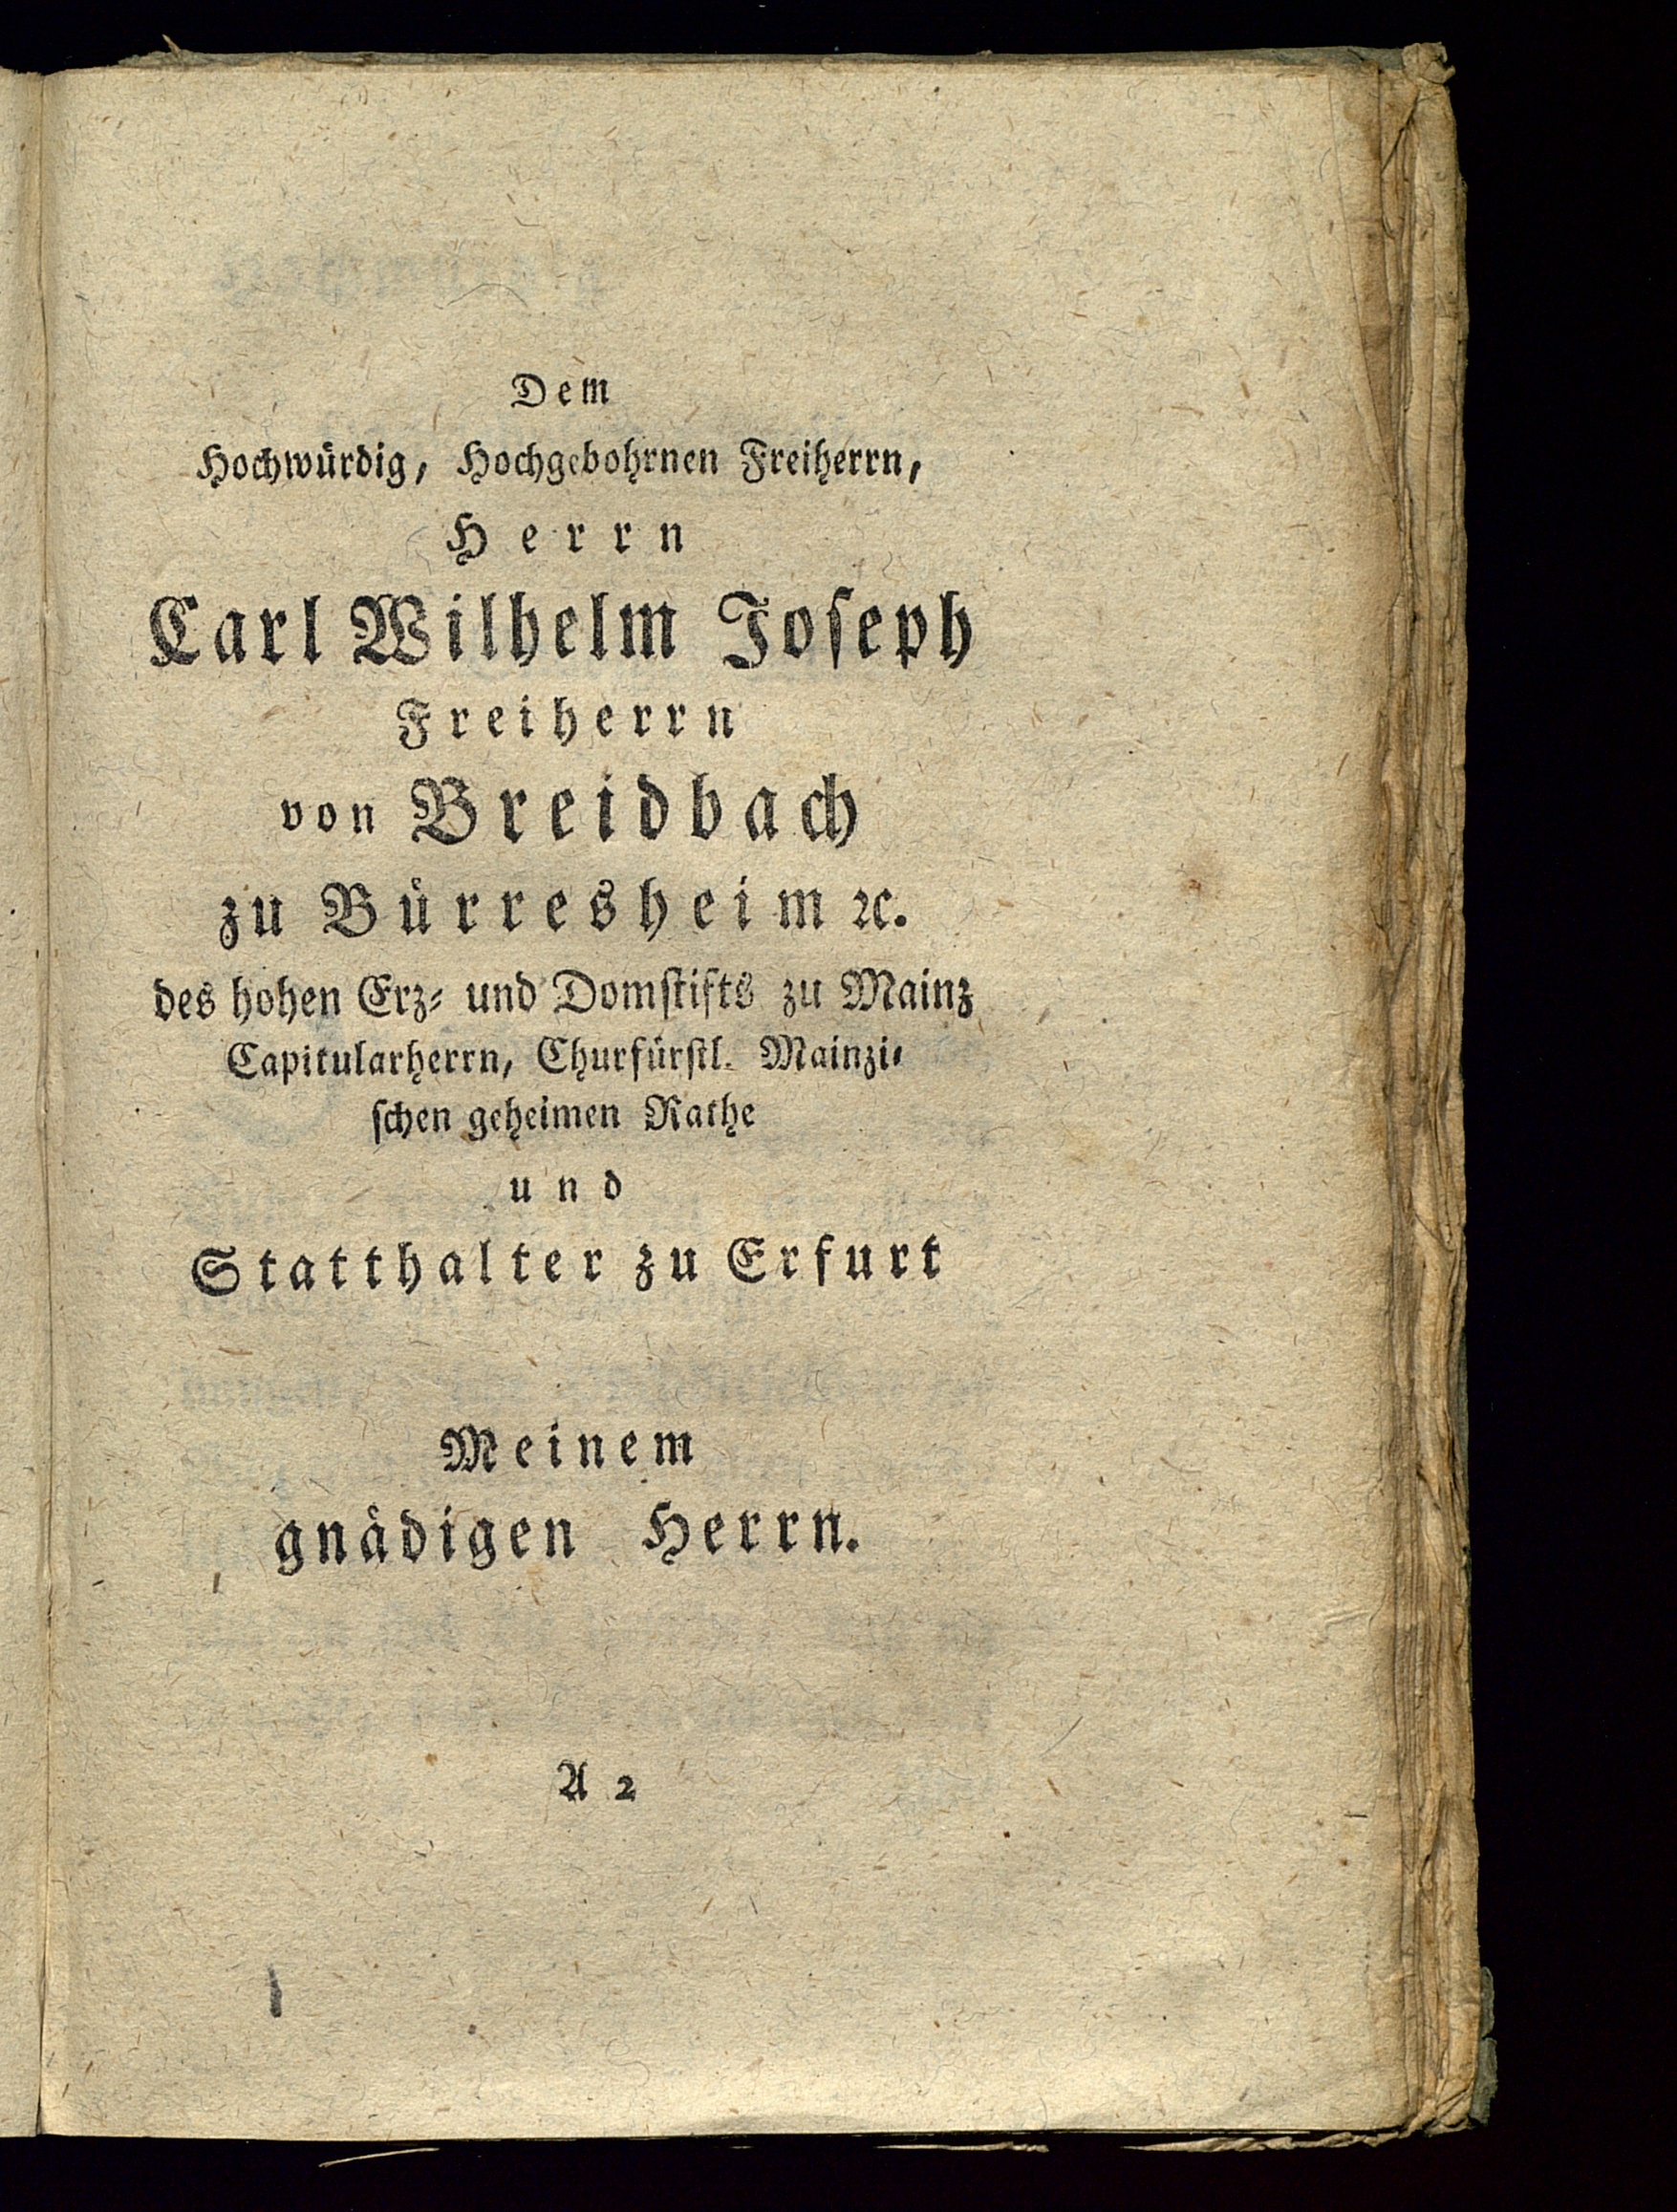 Dem
Hochwürdig, Hochgebohrnen Freiherrn,
Herrn
Carl Wilhelm Joſeph
Freiherrn
von Breidbach
zu Bürresheim ꝛc.
des hohen Erz- und Domſtifts zu Mainz
Capitularherrn, Churfürſtl. Mainzi-
ſchen geheimen Rathe
und
Statthalter zu Erfurt
Meinem
gnädigen Herrn.
A 2